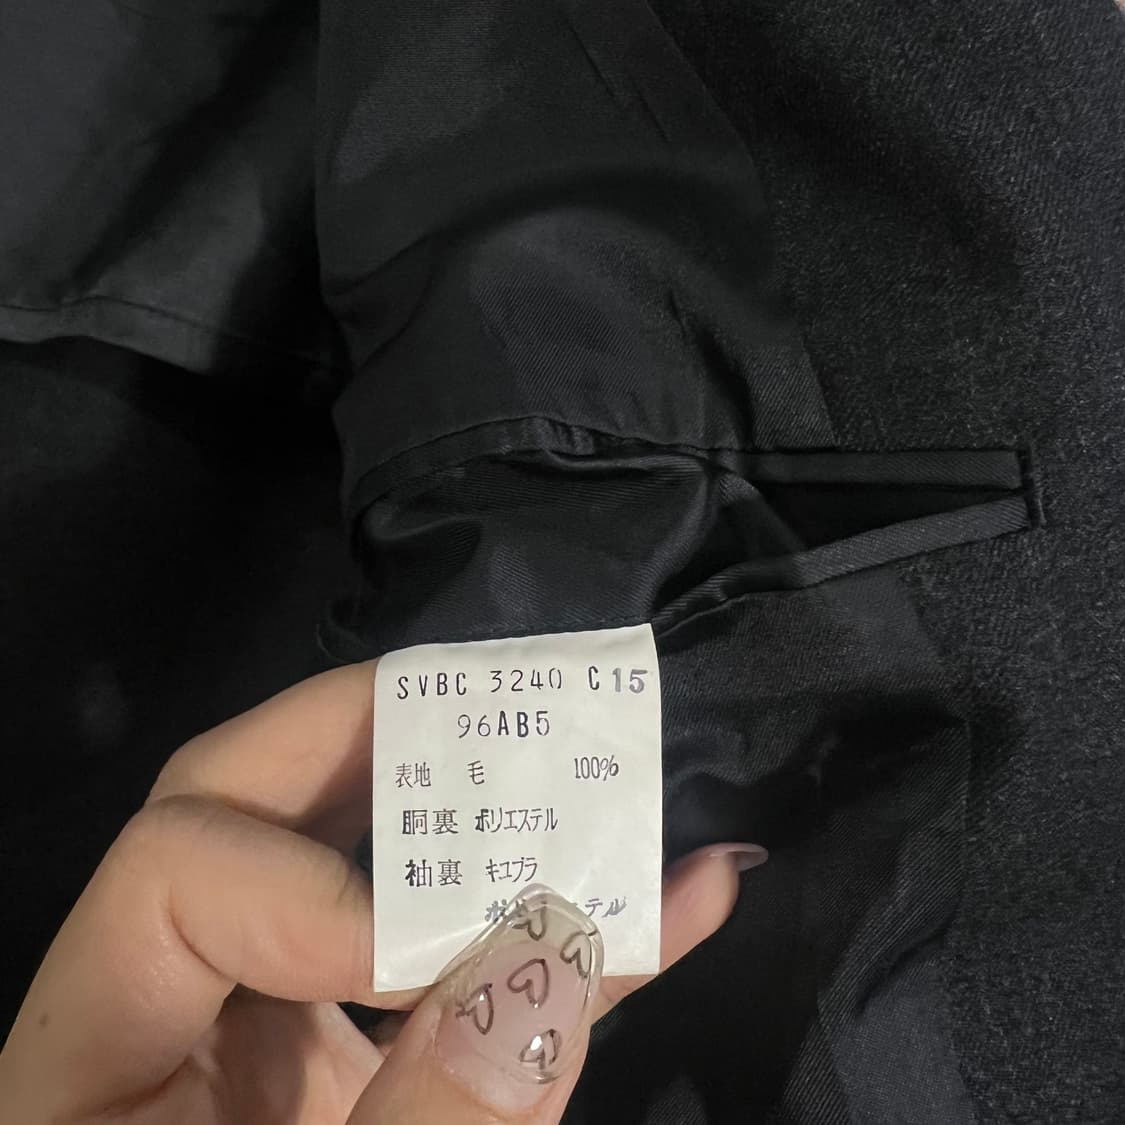 SVBC 3240 C15
96AB5
表地 毛 100%
胴裏 ポリエステル
袖裏 キュプラ